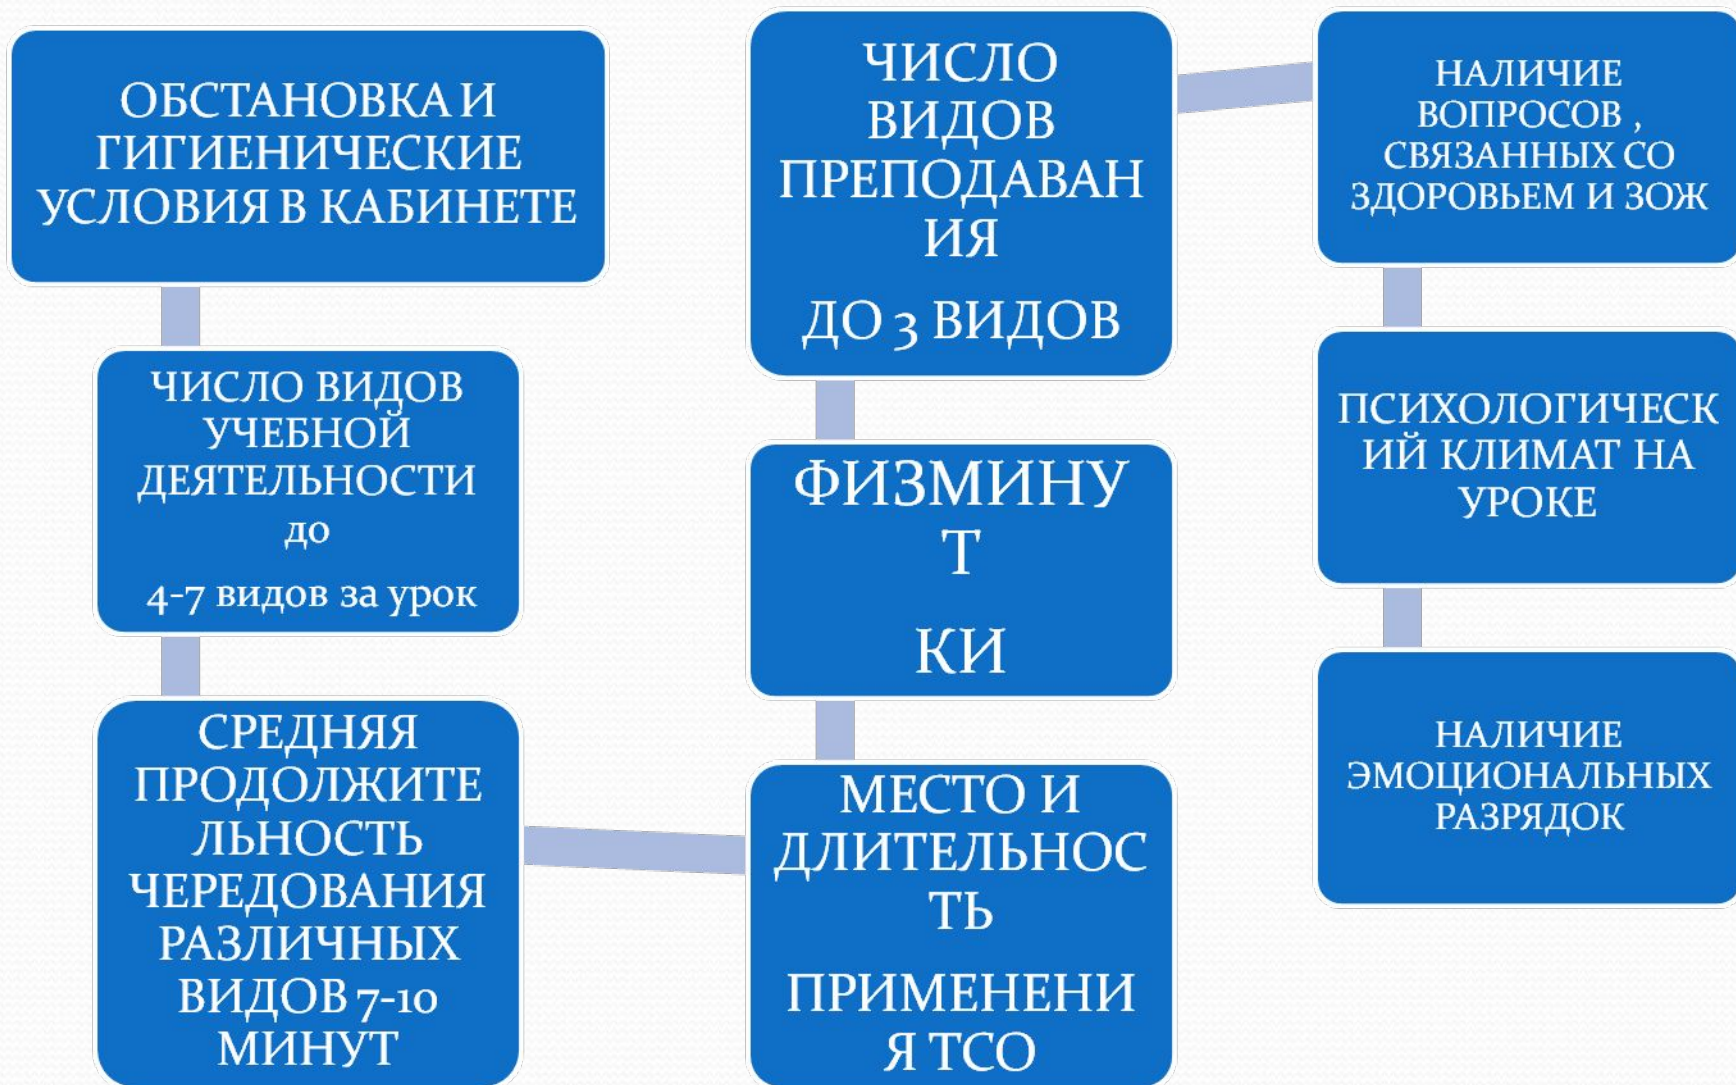 ОБСТАНОВКА И
ГИГИЕНИЧЕСКИЕ
УСЛОВИЯ В КАБИНЕТЕ
ЧИСЛО ВИДОВ
УЧЕБНОЙ
ДЕЯТЕЛЬНОСТИ
до
4-7 видов за урок
СРЕДНЯЯ
ПРОДОЛЖИТЕ
ЛЬНОСТЬ
ЧЕРЕДОВАНИЯ
РАЗЛИЧНЫХ
ВИДОВ 7-10
МИНУТ
МЕСТО И
ДЛИТЕЛЬНОС
ТЬ
ПРИМЕНЕНИ
Я ТСО
ФИЗМИНУ
Т
КИ
ЧИСЛО
ВИДОВ
ПРЕПОДАВАН
ИЯ
ДО 3 ВИДОВ
НАЛИЧИЕ
ВОПРОСОВ ,
СВЯЗАННЫХ СО
ЗДОРОВЬЕМ И ЗОЖ
ПСИХОЛОГИЧЕСК
ИЙ КЛИМАТ НА
УРОКЕ
НАЛИЧИЕ
ЭМОЦИОНАЛЬНЫХ
РАЗРЯДОК